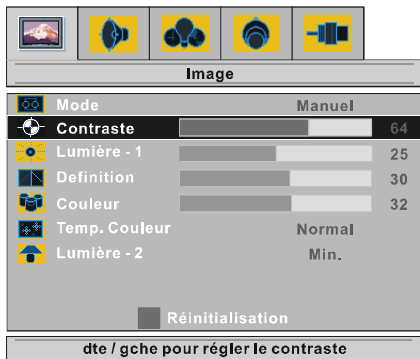 Image
Mode Manuel
Contraste 64
Lumière - 1 25
Definition 30
Couleur 32
Temp. Couleur Normal
Lumière - 2 Min.
Réinitialisation
dte / gche pour régler le contraste